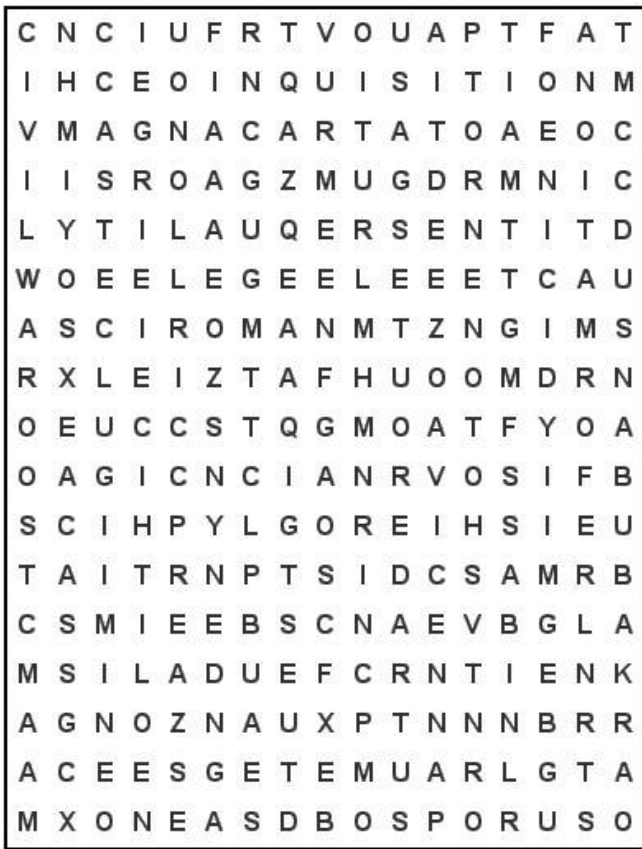 C N C I U F R T V O U A P T F A T
I H C E O I N Q U I S I T I O N M
V M A G N A C A R T A T O A E O C
I I S R O A G Z M U G D R M N I C
L Y T I L A U Q E R S E N T I T D
W O E E L E G E E L E E E T C A U
A S C I R O M A N M T Z N G I M S
R X L E I Z T A F H U O O M D R N
O E U C C S T Q G M O A T F Y O A
O A G I C N C I A N R V O S I F B
S C I H P Y L G O R E I H S I E U
T A I T R N P T S I D C S A M R B
C S M I E E B S C N A E V B G L A
M S I L A D U E F C R N T I E N K
A G N O Z N A U X P T N N N B R R
A C E E S G E T E M U A R L G T A
M X O N E A S D B O S P O R U S O